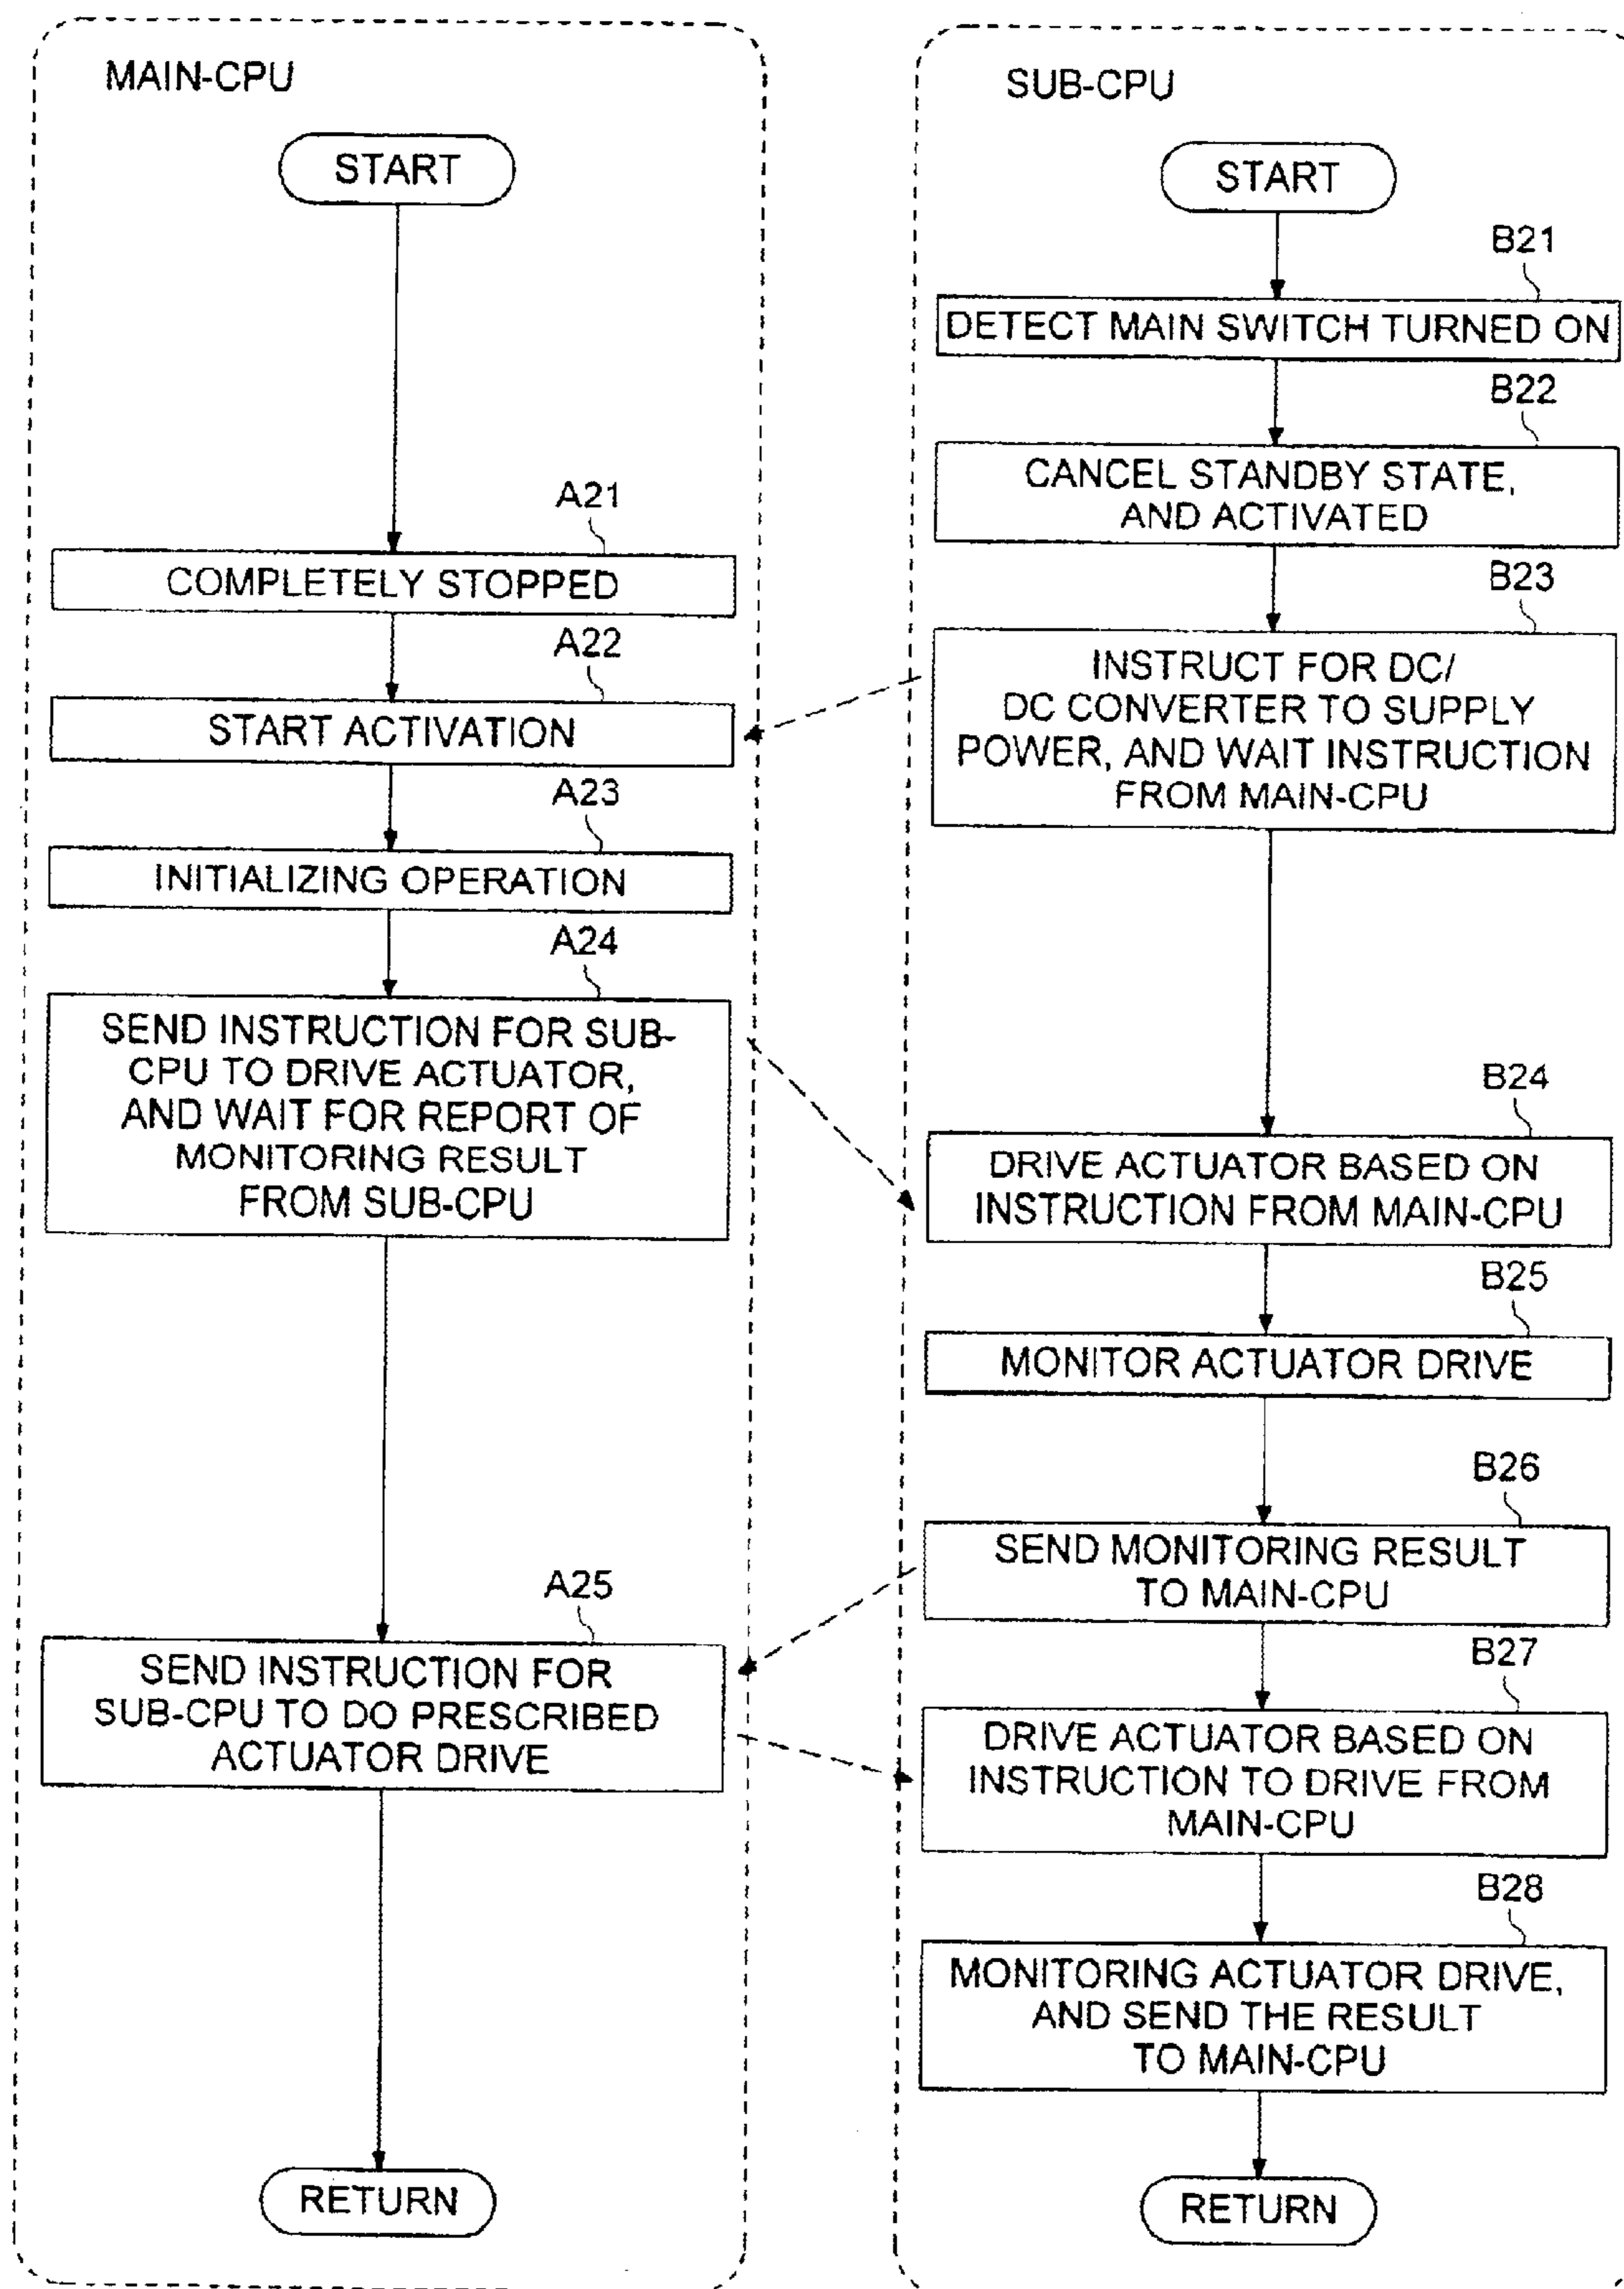 MAIN-CPU
START
A21
COMPLETELY STOPPED
A22
START ACTIVATION
A23
INITIALIZING OPERATION
A24
SEND INSTRUCTION FOR SUB-
CPU TO DRIVE ACTUATOR,
AND WAIT FOR REPORT OF
MONITORING RESULT
FROM SUB-CPU
A25
SEND INSTRUCTION FOR
SUB-CPU TO DO PRESCRIBED
ACTUATOR DRIVE
RETURN
SUB-CPU
START
B21
DETECT MAIN SWITCH TURNED ON
B22
CANCEL STANDBY STATE,
AND ACTIVATED
B23
INSTRUCT FOR DC/
DC CONVERTER TO SUPPLY
POWER, AND WAIT INSTRUCTION
FROM MAIN-CPU
B24
DRIVE ACTUATOR BASED ON
INSTRUCTION FROM MAIN-CPU
B25
MONITOR ACTUATOR DRIVE
B26
SEND MONITORING RESULT
TO MAIN-CPU
B27
DRIVE ACTUATOR BASED ON
INSTRUCTION TO DRIVE FROM
MAIN-CPU
B28
MONITORING ACTUATOR DRIVE,
AND SEND THE RESULT
TO MAIN-CPU
RETURN